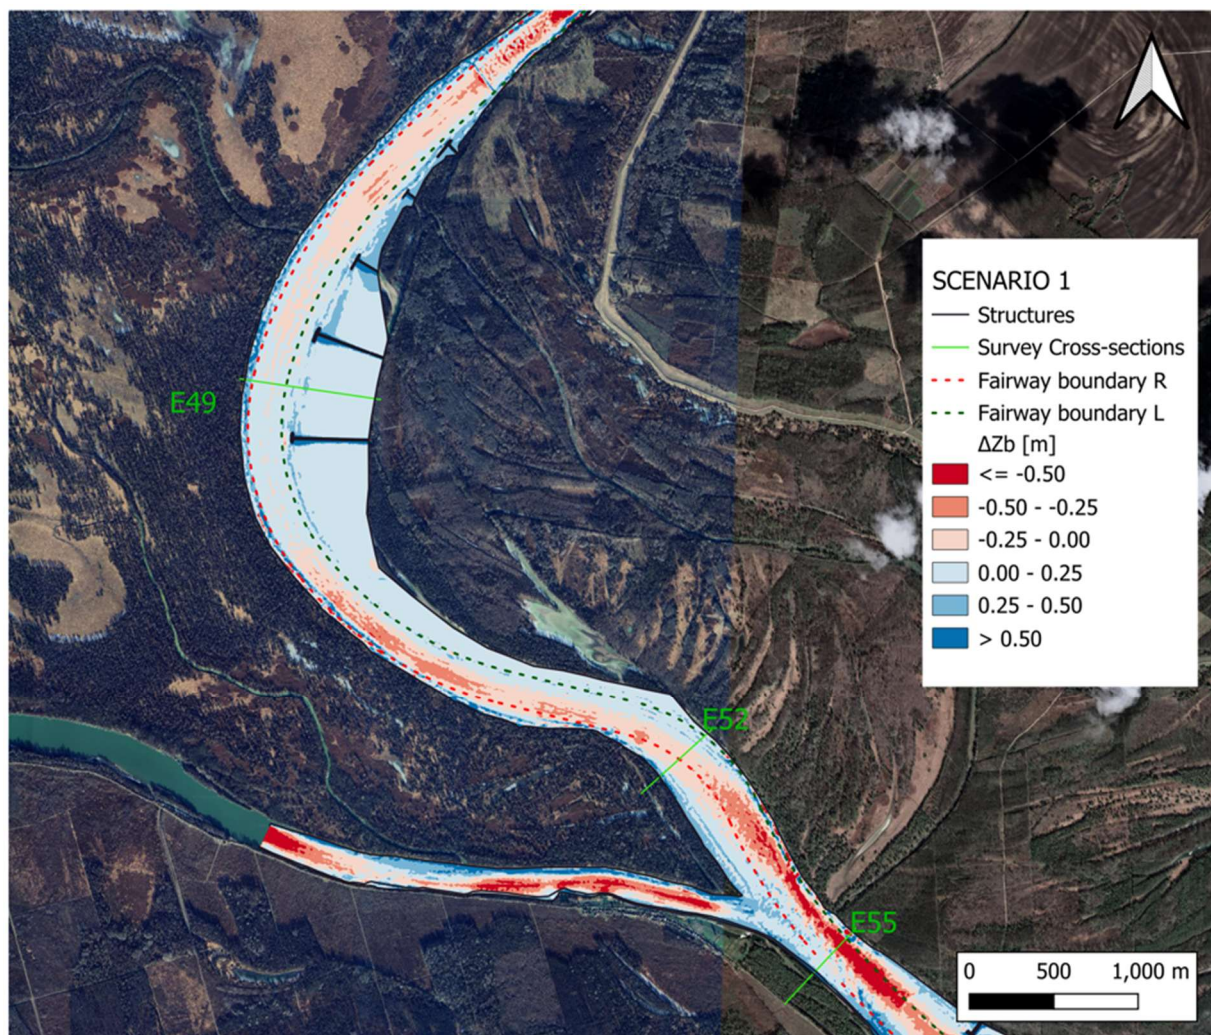 SCENARIO 1
Structures
Survey Cross-sections
Fairway boundary R
Fairway boundary L
ΔZb [m]
<= -0.50
-0.50 - -0.25
-0.25 - 0.00
0.00 - 0.25
0.25 - 0.50
> 0.50
E49
E52
E55
0 500 1,000 m